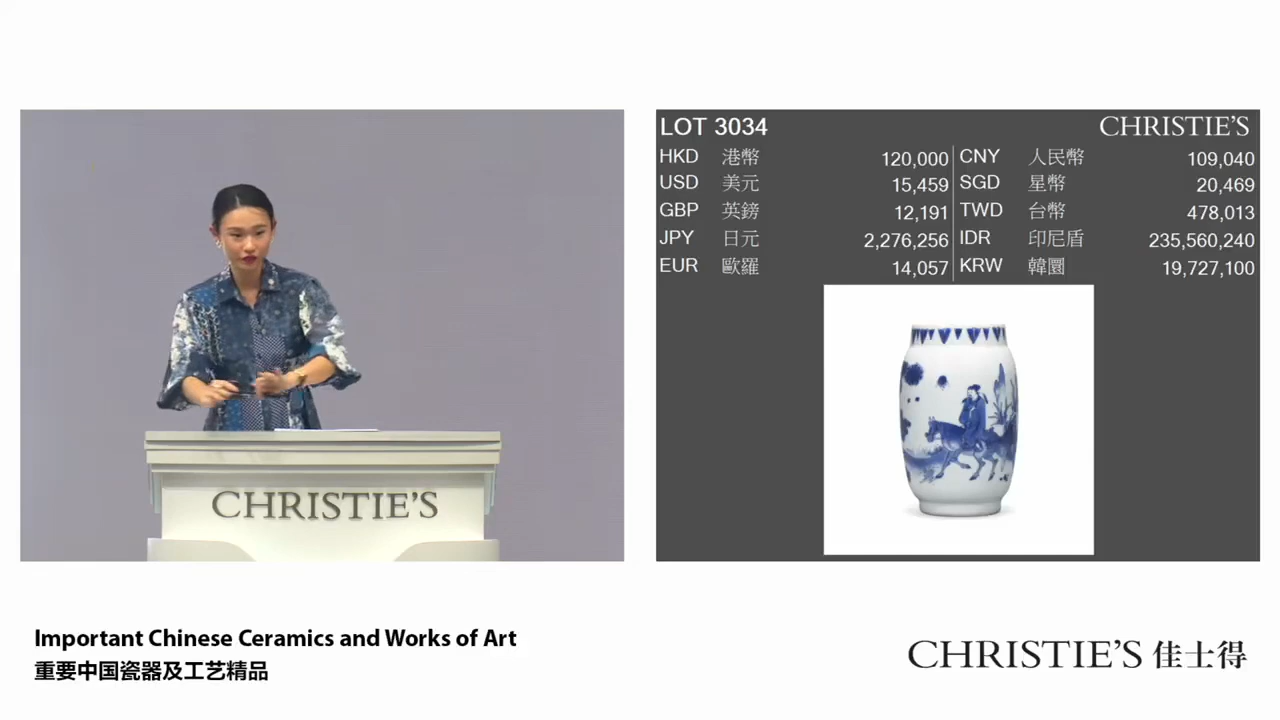 CHRISTIE'S
LOT 3034 CHRISTIE'S
HKD 港幣 120,000 CNY 人民幣 109,040
USD 美元 15,459 SGD 星幣 20,469
GBP 英鎊 12,191 TWD 台幣 478,013
JPY 日元 2,276,256 IDR 印尼盾 235,560,240
EUR 歐羅 14,057 KRW 韓圜 19,727,100
Important Chinese Ceramics and Works of Art
重要中国瓷器及工艺精品
CHRISTIE'S 佳士得